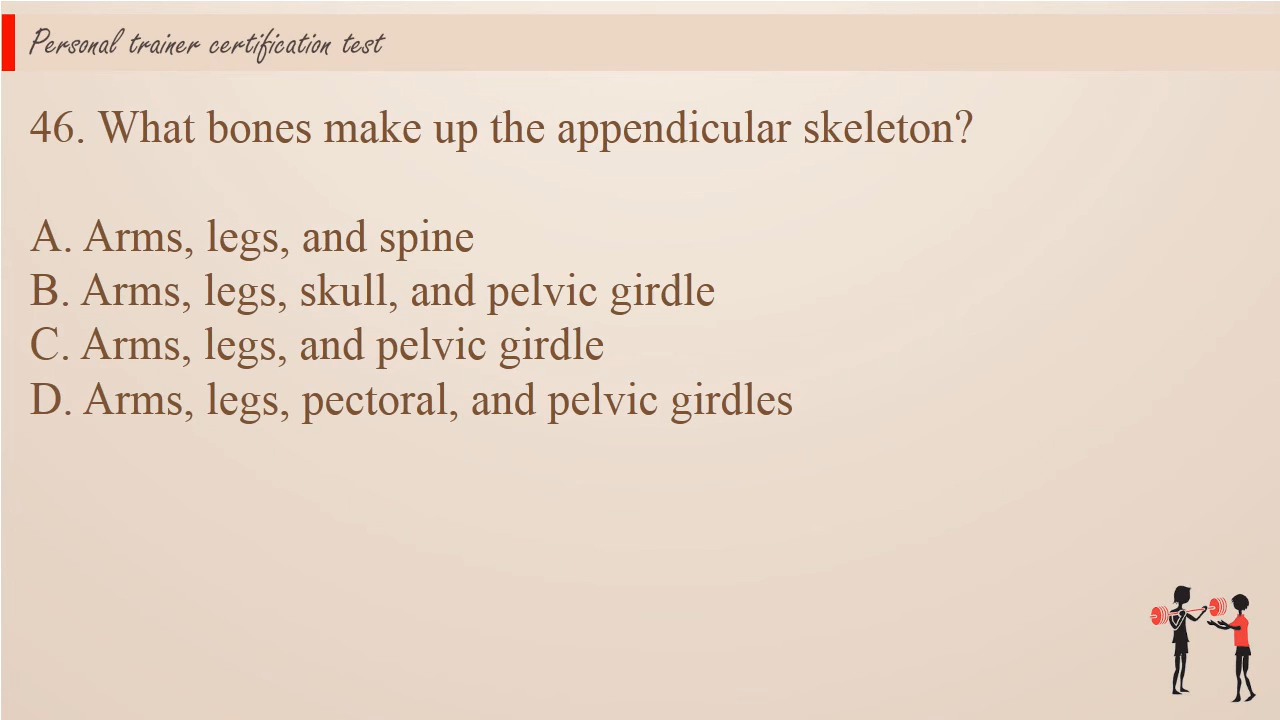 Personal trainer certification test
46. What bones make up the appendicular skeleton?
A. Arms, legs, and spine
B. Arms, legs, skull, and pelvic girdle
C. Arms, legs, and pelvic girdle
D. Arms, legs, pectoral, and pelvic girdles